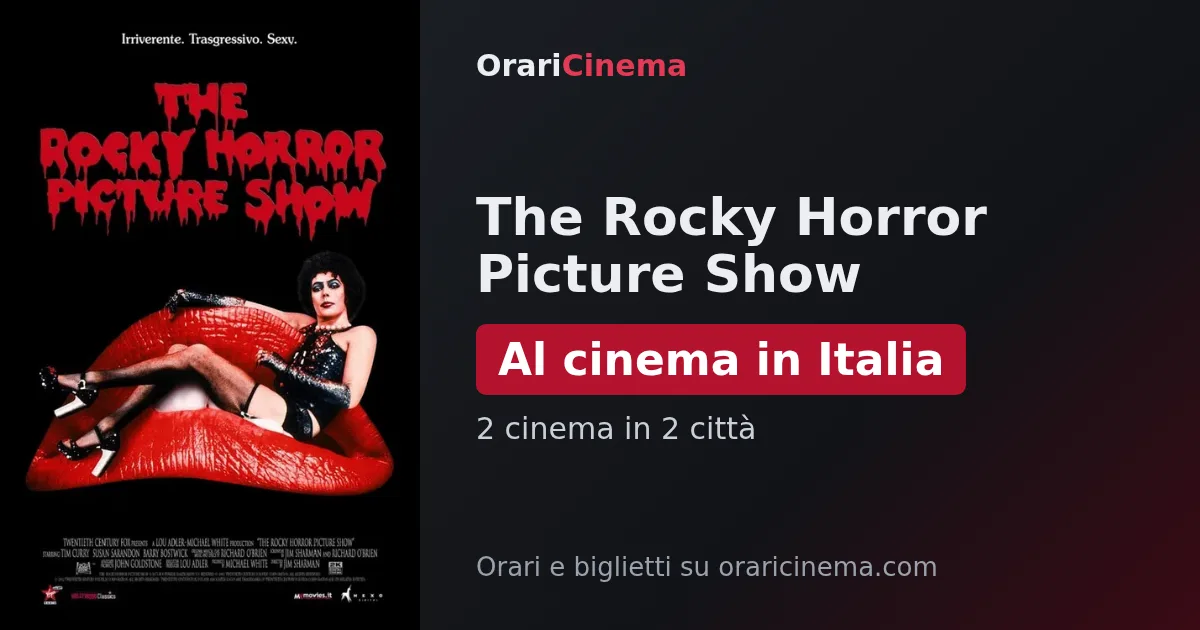 Irriverente. Trasgressivo. Sexy.
THE
ROCKY HORROR
PICTURE SHOW
TWENTIETH CENTURY FOX PRESENTS A LOU ADLER-MICHAEL WHITE PRODUCTION "THE ROCKY HORROR PICTURE SHOW"
STARRING TIM CURRY SUSAN SARANDON BARRY BOSTWICK RICHARD O'BRIEN JIM SHARMAN AND RICHARD O'BRIEN
JOHN GOLDSTONE LOU ADLER MICHAEL WHITE JIM SHARMAN
Mymovies.it
NEXO
DIGITAL
OrariCinema
The Rocky Horror
Picture Show
Al cinema in Italia
2 cinema in 2 città
Orari e biglietti su oraricinema.com